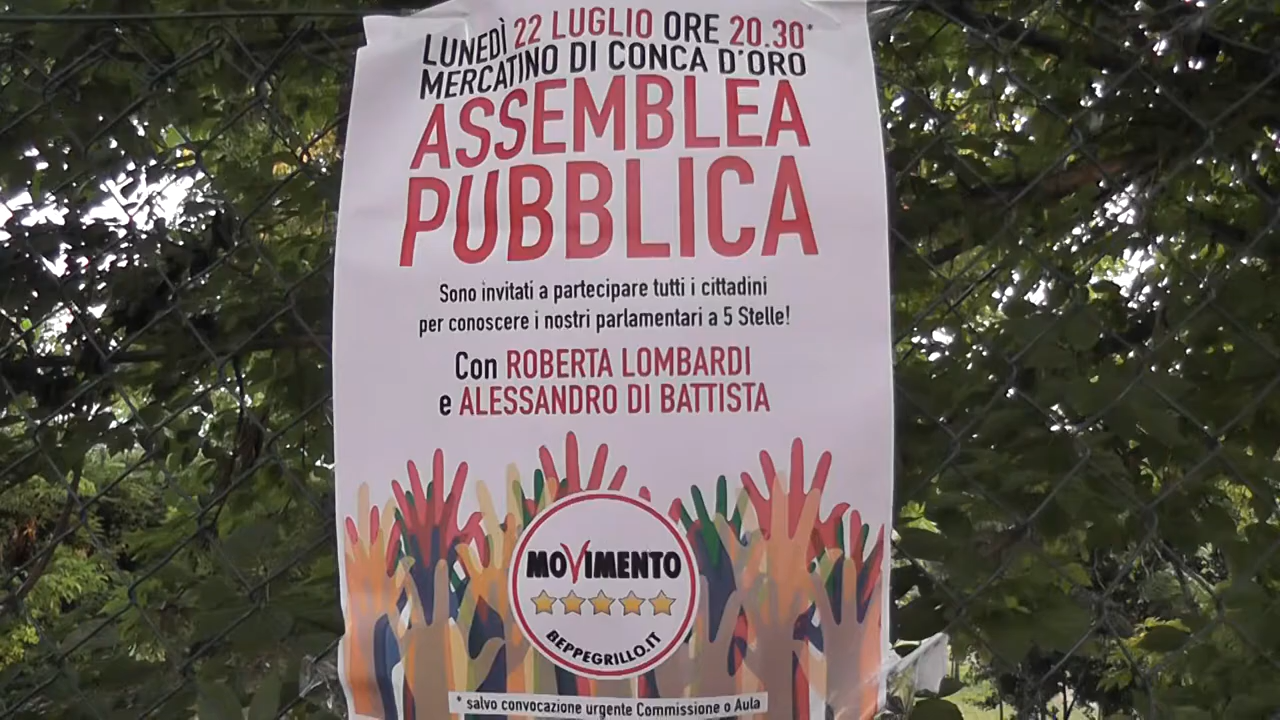 LUNEDÌ 22 LUGLIO ORE 20.30*
MERCATINO DI CONCA D'ORO
ASSEMBLEA
PUBBLICA
Sono invitati a partecipare tutti i cittadini
per conoscere i nostri parlamentari a 5 Stelle!
Con ROBERTA LOMBARDI
e ALESSANDRO DI BATTISTA
MOVIMENTO
BEPPEGRILLO.IT
* salvo convocazione urgente Commissione o Aula